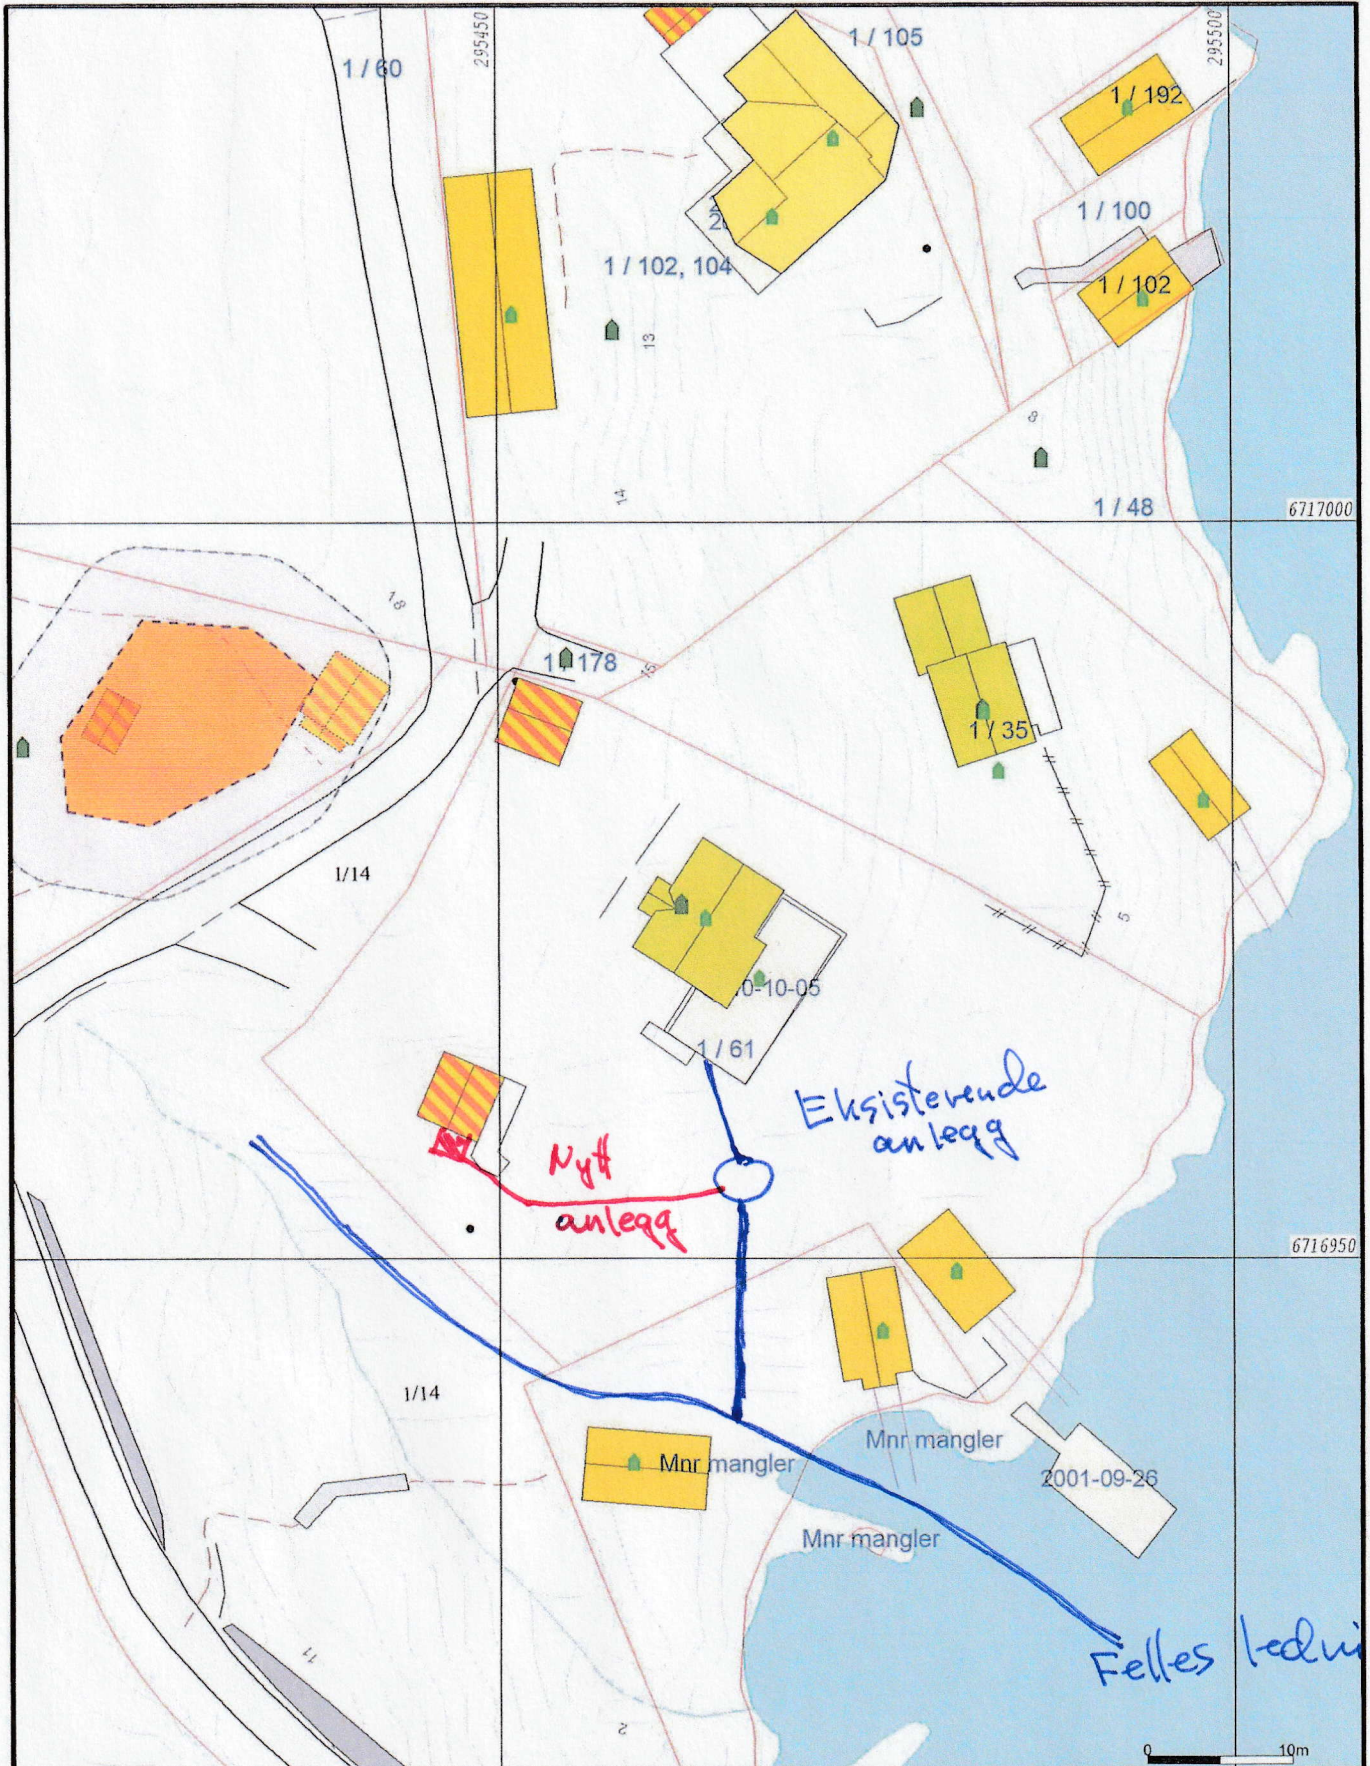 295450
295500
1 / 60
1 / 105
1 / 192
1 / 100
1 / 102, 104
1 / 102
13
8
14
1 / 48
6717000
18
178
15
1 / 35
1/14
5
0-10-05
1 / 61
Eksisterende
anlegg
Nytt
anlegg
6716950
1/14
Mnr mangler
Mnr mangler
2001-09-26
Mnr mangler
11
Felles ledni
2
0 10m